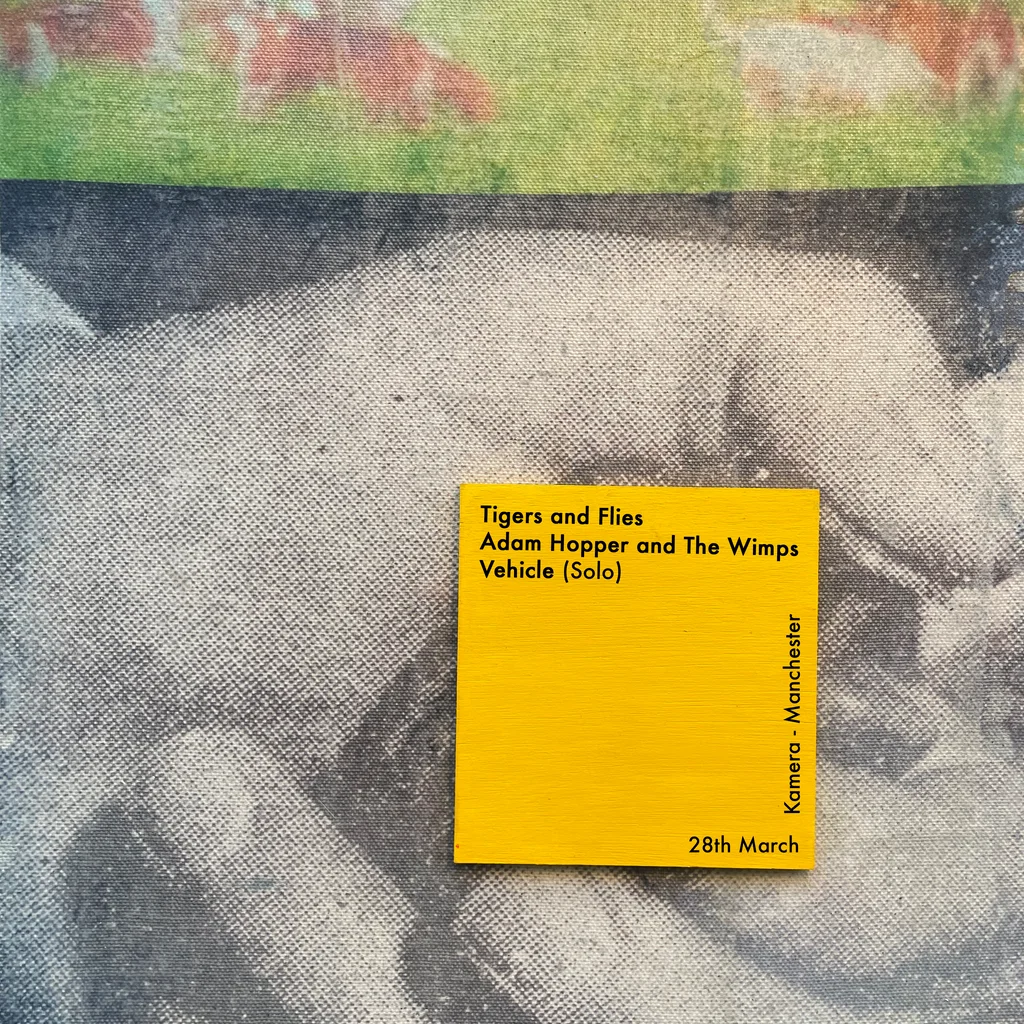 Tigers and Flies
Adam Hopper and The Wimps
Vehicle (Solo)
Kamera - Manchester
28th March